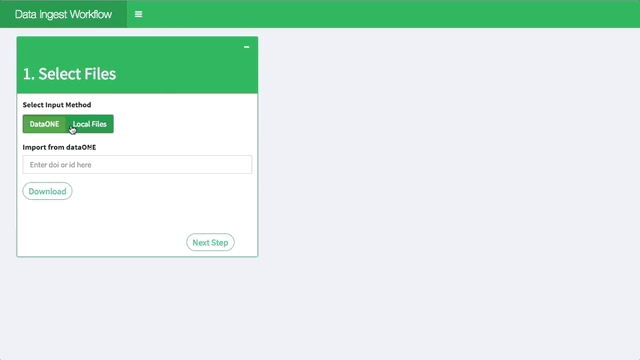 Data Ingest Workflow
1. Select Files
Select Input Method
DataONE Local Files
Import from dataONE
Enter doi or id here
Download
Next Step